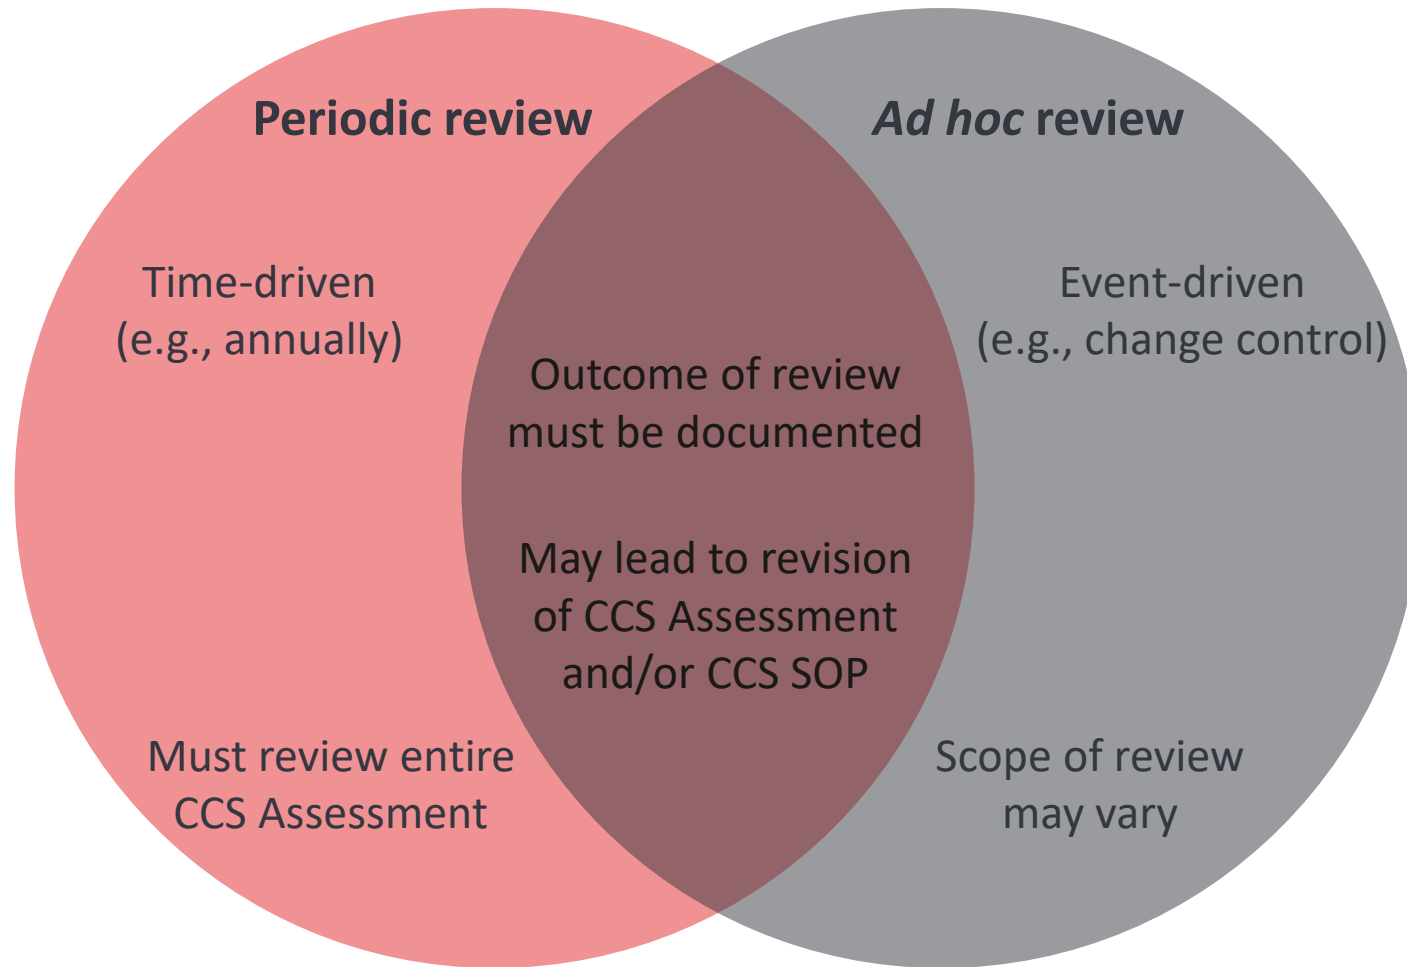 Periodic review
Time-driven
(e.g., annually)
Must review entire
CCS Assessment
Outcome of review
must be documented
May lead to revision
of CCS Assessment
and/or CCS SOP
Ad hoc review
Event-driven
(e.g., change control)
Scope of review
may vary